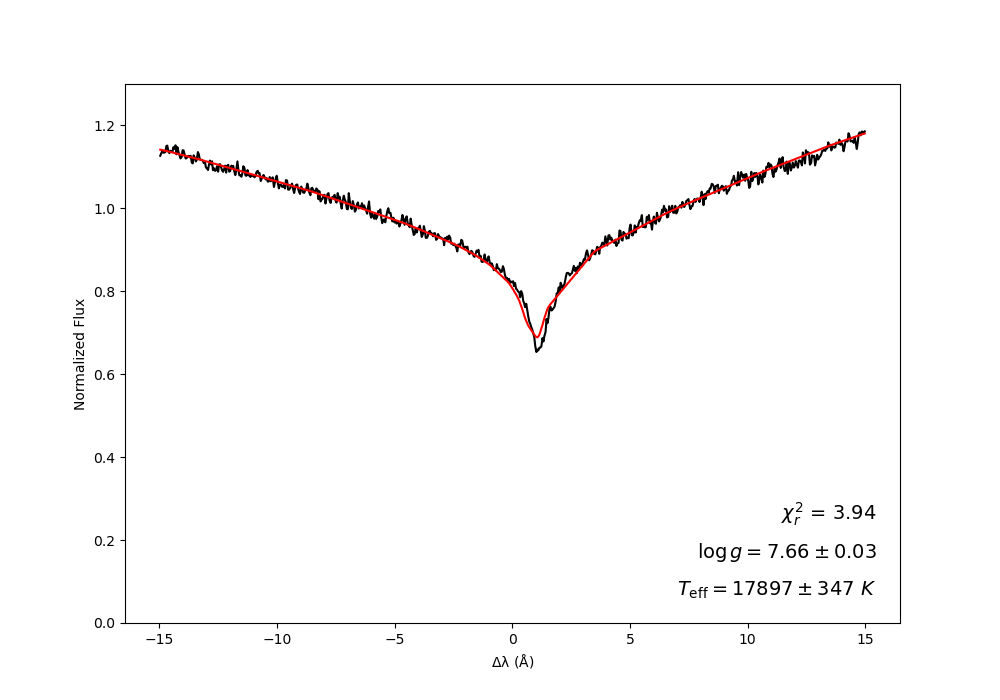 1.2
1.0
0.8
0.6
0.4
0.2
0.0
Normalized Flux
χ²ᵣ = 3.94
log g = 7.66 ± 0.03
T_eff = 17897 ± 347 K
−15 −10 −5 0 5 10 15
Δλ (Å)